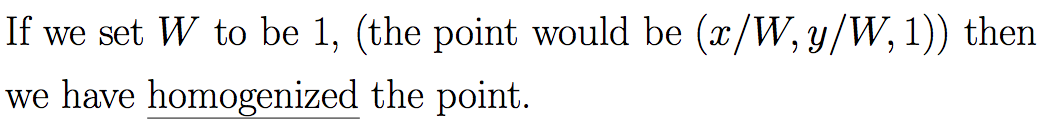 If we set W to be 1, (the point would be (x/W, y/W, 1)) then
we have homogenized the point.